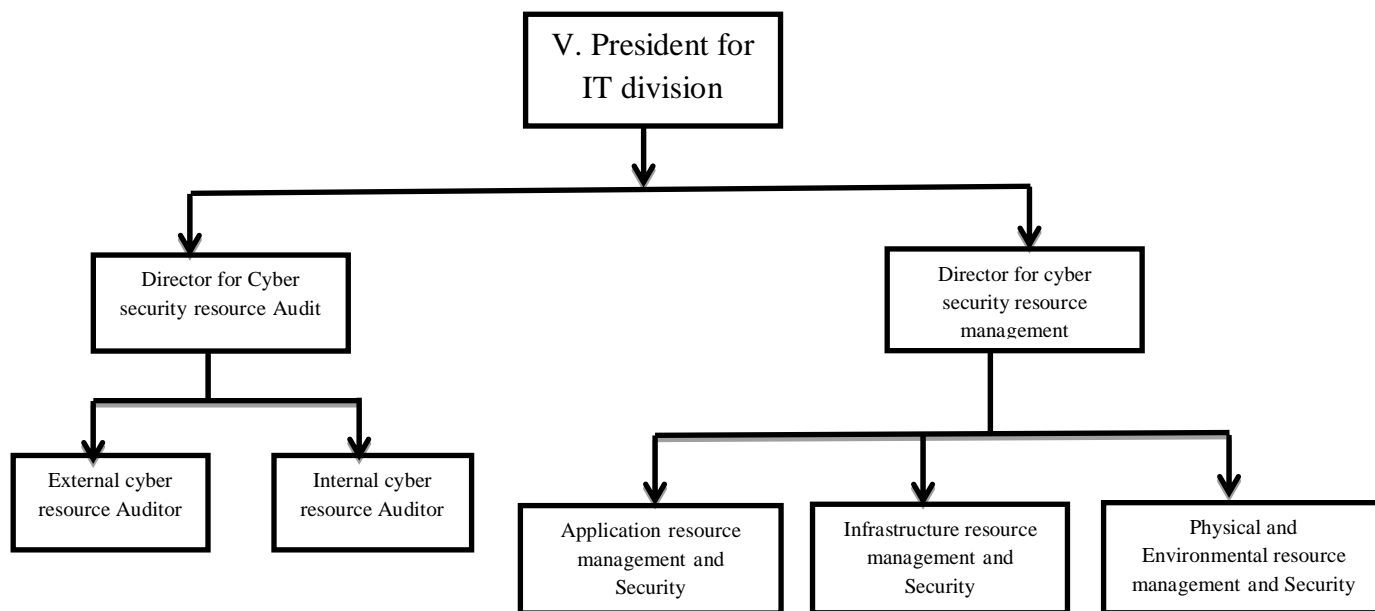 V. President for
IT division
Director for Cyber
security resource Audit
Director for cyber
security resource
management
External cyber
resource Auditor
Internal cyber
resource Auditor
Application resource
management and
Security
Infrastructure resource
management and
Security
Physical and
Environmental resource
management and Security